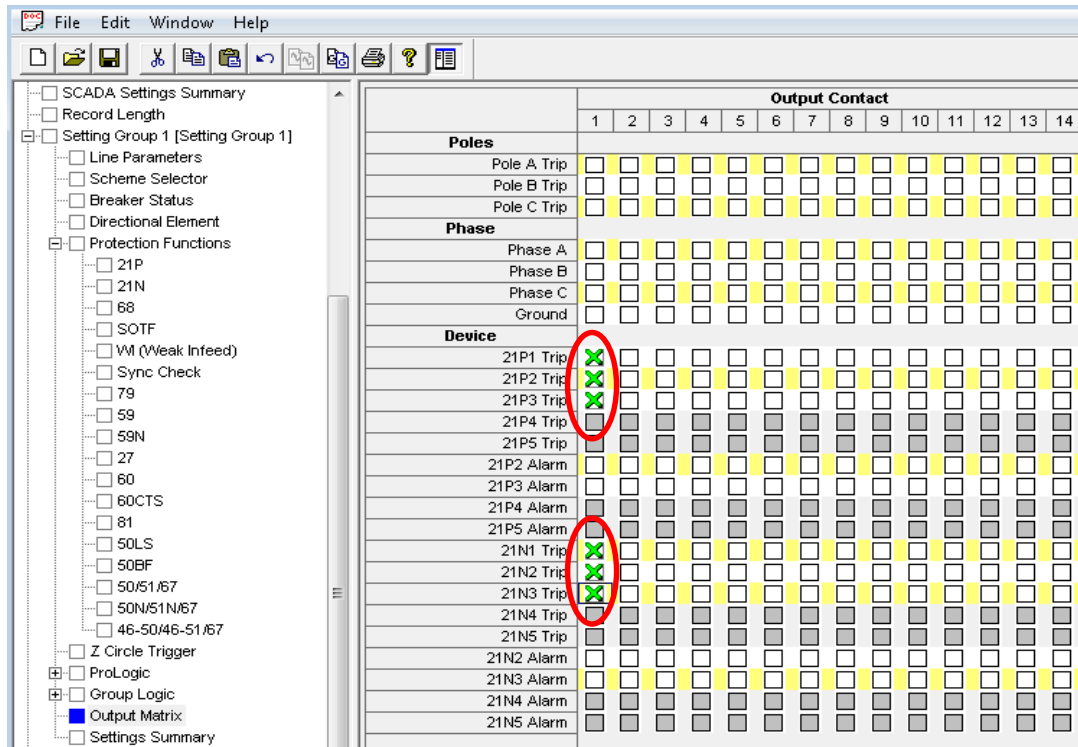 DOC File Edit Window Help
SCADA Settings Summary
Record Length
Setting Group 1 [Setting Group 1]
Line Parameters
Scheme Selector
Breaker Status
Directional Element
Protection Functions
21P
21N
68
SOTF
WI (Weak Infeed)
Sync Check
79
59
59N
27
60
60CTS
81
50LS
50BF
50/51/67
50N/51N/67
46-50/46-51/67
Z Circle Trigger
ProLogic
Group Logic
Output Matrix
Settings Summary
Output Contact
1 2 3 4 5 6 7 8 9 10 11 12 13 14
Poles
Pole A Trip
Pole B Trip
Pole C Trip
Phase
Phase A
Phase B
Phase C
Ground
Device
21P1 Trip
21P2 Trip
21P3 Trip
21P4 Trip
21P5 Trip
21P2 Alarm
21P3 Alarm
21P4 Alarm
21P5 Alarm
21N1 Trip
21N2 Trip
21N3 Trip
21N4 Trip
21N5 Trip
21N2 Alarm
21N3 Alarm
21N4 Alarm
21N5 Alarm